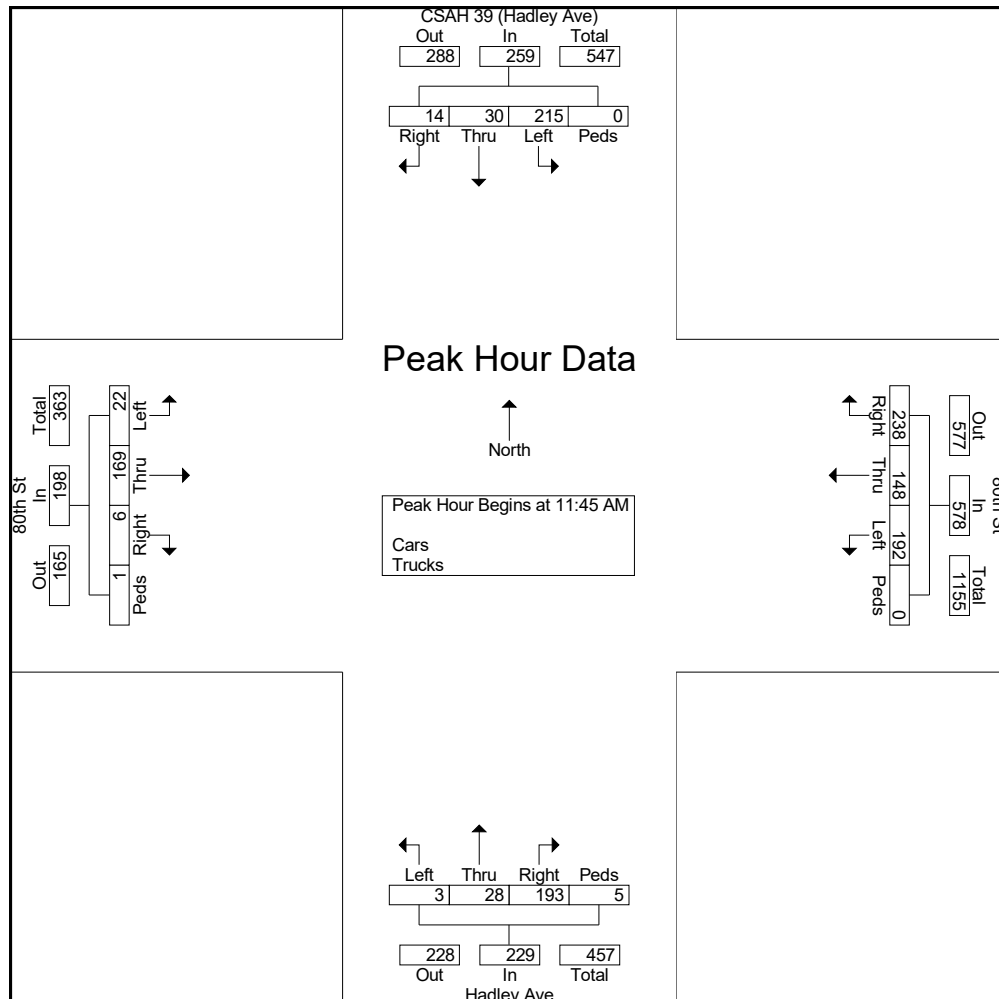 CSAH 39 (Hadley Ave)
Out In Total
288 259 547
14 30 215 0
Right Thru Left Peds
Peak Hour Data
North
Peak Hour Begins at 11:45 AM
Cars
Trucks
80th St
Total In Out
363 198 165
22 169 6 1
Left Thru Right Peds
80th St
Out In Total
577 578 1155
238 148 192 0
Right Thru Left Peds
Left Thru Right Peds
3 28 193 5
228 229 457
Out In Total
Hadley Ave